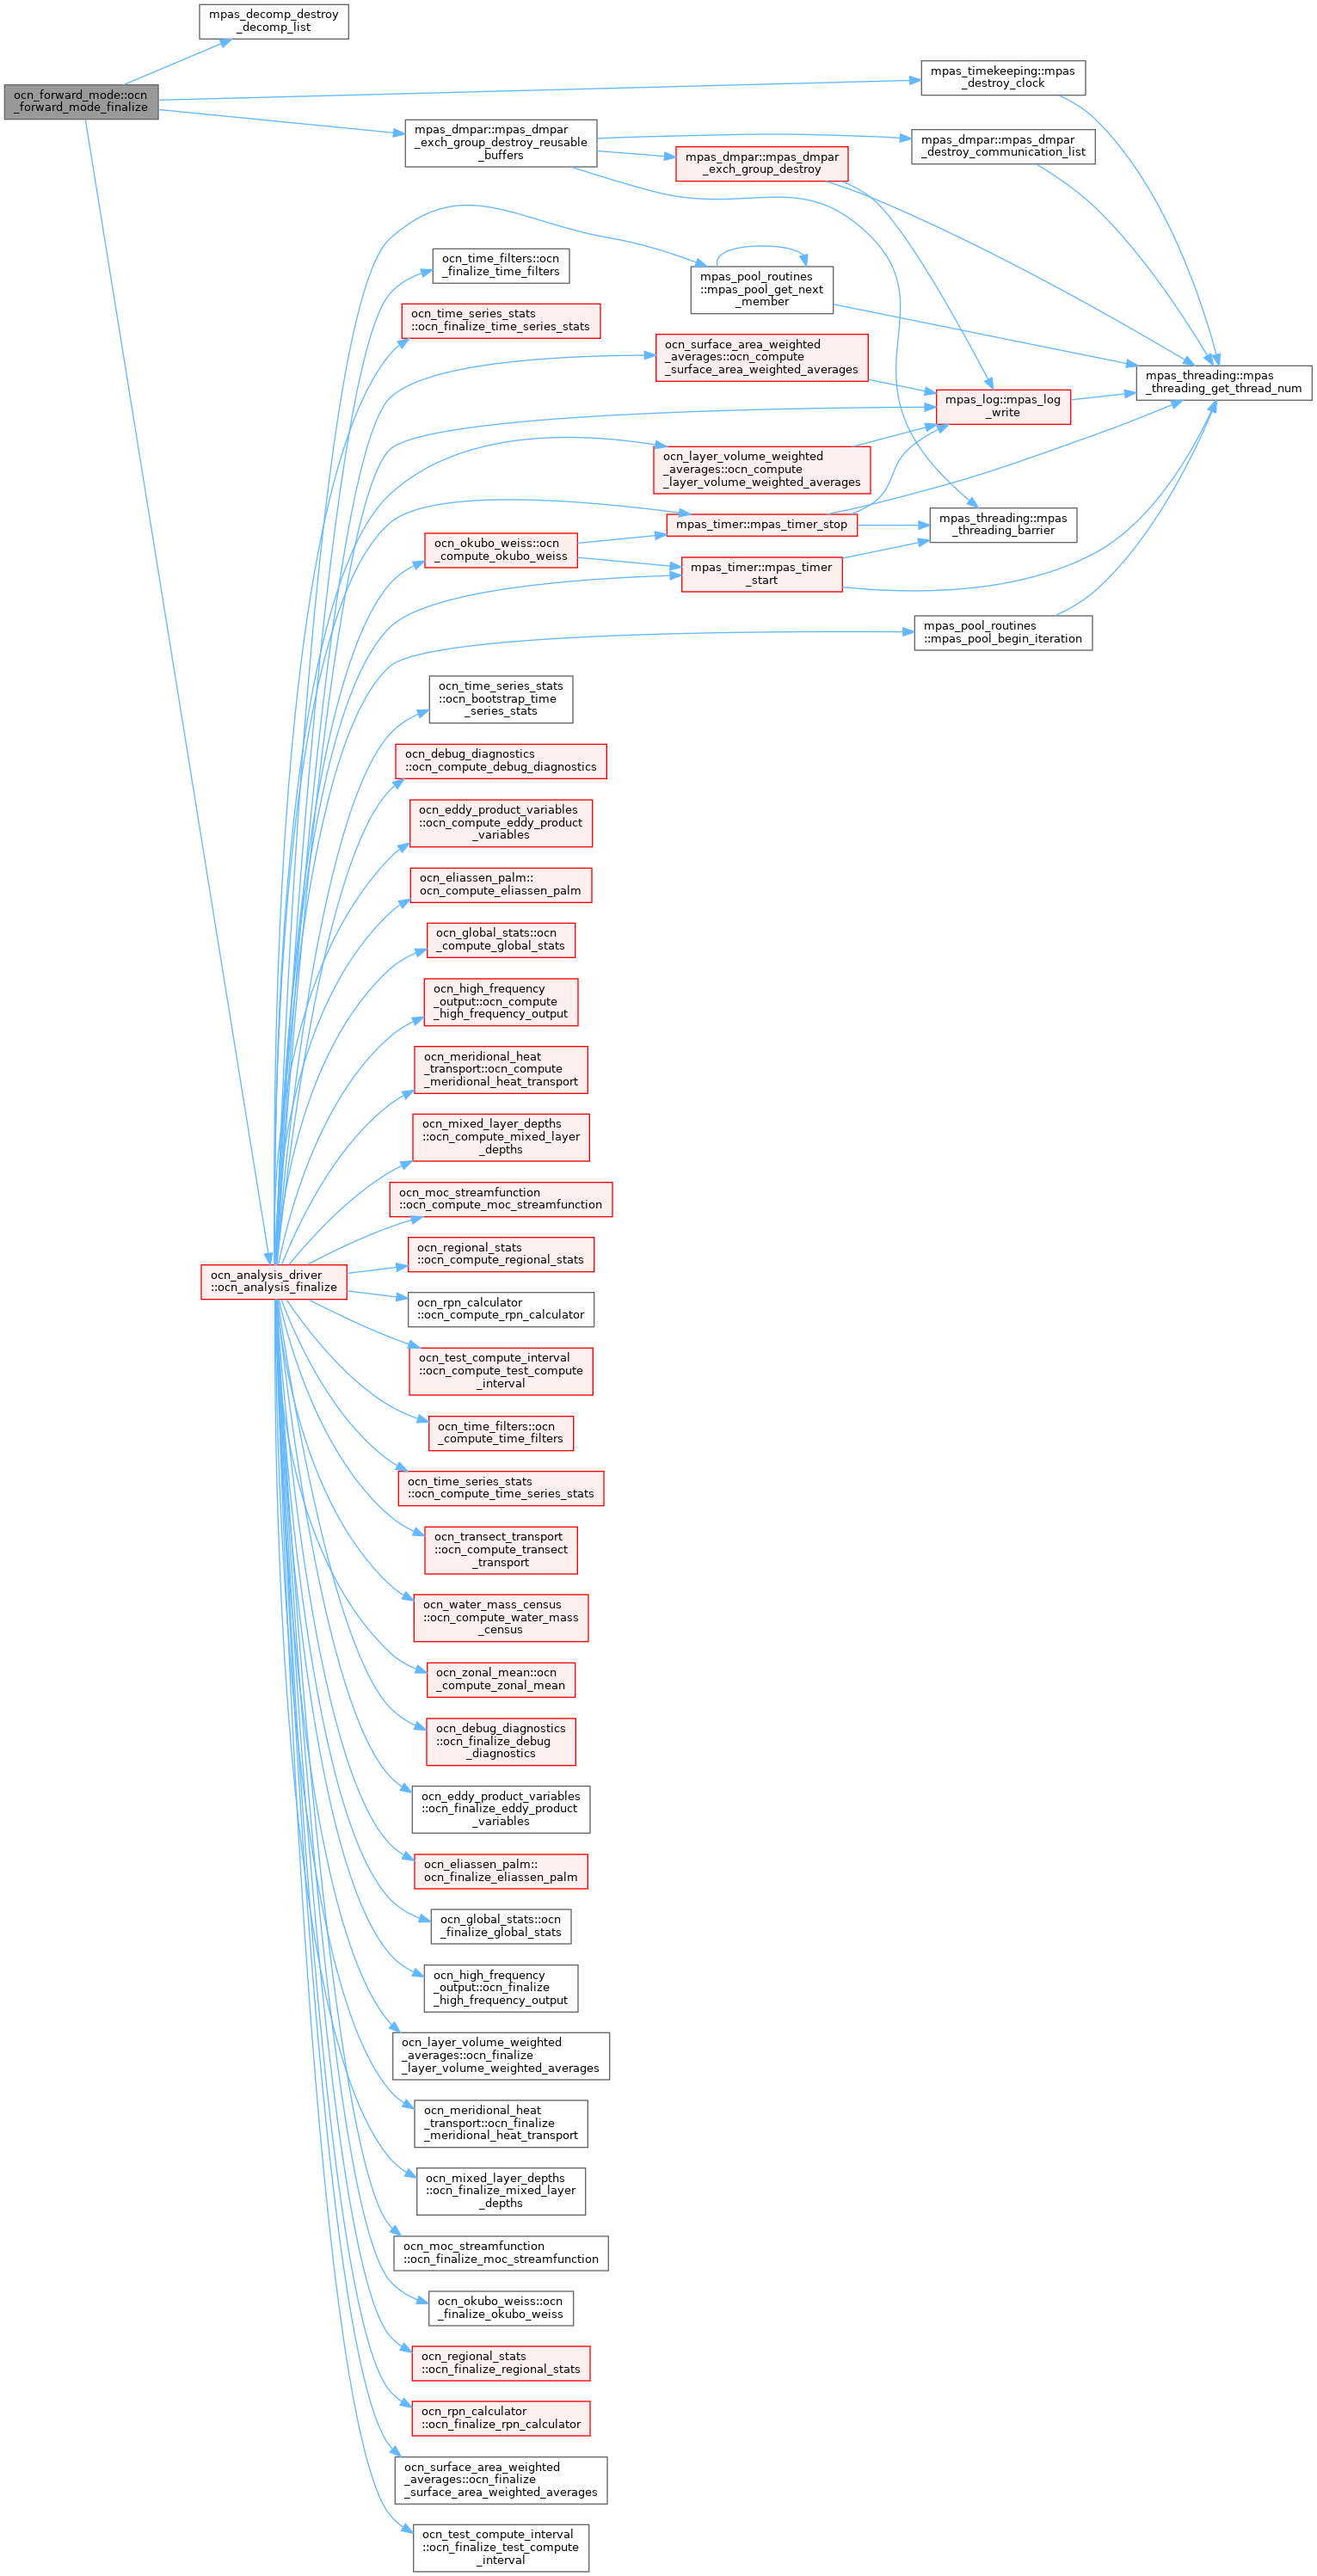 mpas_decomp_destroy
_decomp_list
ocn_forward_mode::ocn
_forward_mode_finalize
mpas_timekeeping::mpas
_destroy_clock
mpas_dmpar::mpas_dmpar
_exch_group_destroy_reusable
_buffers
mpas_dmpar::mpas_dmpar
_destroy_communication_list
mpas_dmpar::mpas_dmpar
_exch_group_destroy
ocn_time_filters::ocn
_finalize_time_filters
mpas_pool_routines
::mpas_pool_get_next
_member
ocn_time_series_stats
::ocn_finalize_time_series_stats
ocn_surface_area_weighted
_averages::ocn_compute
_surface_area_weighted_averages
mpas_threading::mpas
_threading_get_thread_num
mpas_log::mpas_log
_write
ocn_layer_volume_weighted
_averages::ocn_compute
_layer_volume_weighted_averages
mpas_timer::mpas_timer_stop
mpas_threading::mpas
_threading_barrier
ocn_okubo_weiss::ocn
_compute_okubo_weiss
mpas_timer::mpas_timer
_start
mpas_pool_routines
::mpas_pool_begin_iteration
ocn_time_series_stats
::ocn_bootstrap_time
_series_stats
ocn_debug_diagnostics
::ocn_compute_debug_diagnostics
ocn_eddy_product_variables
::ocn_compute_eddy_product
_variables
ocn_eliassen_palm::
ocn_compute_eliassen_palm
ocn_global_stats::ocn
_compute_global_stats
ocn_high_frequency
_output::ocn_compute
_high_frequency_output
ocn_meridional_heat
_transport::ocn_compute
_meridional_heat_transport
ocn_mixed_layer_depths
::ocn_compute_mixed_layer
_depths
ocn_moc_streamfunction
::ocn_compute_moc_streamfunction
ocn_regional_stats
::ocn_compute_regional_stats
ocn_analysis_driver
::ocn_analysis_finalize
ocn_rpn_calculator
::ocn_compute_rpn_calculator
ocn_test_compute_interval
::ocn_compute_test_compute
_interval
ocn_time_filters::ocn
_compute_time_filters
ocn_time_series_stats
::ocn_compute_time_series_stats
ocn_transect_transport
::ocn_compute_transect
_transport
ocn_water_mass_census
::ocn_compute_water_mass
_census
ocn_zonal_mean::ocn
_compute_zonal_mean
ocn_debug_diagnostics
::ocn_finalize_debug
_diagnostics
ocn_eddy_product_variables
::ocn_finalize_eddy_product
_variables
ocn_eliassen_palm::
ocn_finalize_eliassen_palm
ocn_global_stats::ocn
_finalize_global_stats
ocn_high_frequency
_output::ocn_finalize
_high_frequency_output
ocn_layer_volume_weighted
_averages::ocn_finalize
_layer_volume_weighted_averages
ocn_meridional_heat
_transport::ocn_finalize
_meridional_heat_transport
ocn_mixed_layer_depths
::ocn_finalize_mixed_layer
_depths
ocn_moc_streamfunction
::ocn_finalize_moc_streamfunction
ocn_okubo_weiss::ocn
_finalize_okubo_weiss
ocn_regional_stats
::ocn_finalize_regional_stats
ocn_rpn_calculator
::ocn_finalize_rpn_calculator
ocn_surface_area_weighted
_averages::ocn_finalize
_surface_area_weighted_averages
ocn_test_compute_interval
::ocn_finalize_test_compute
_interval